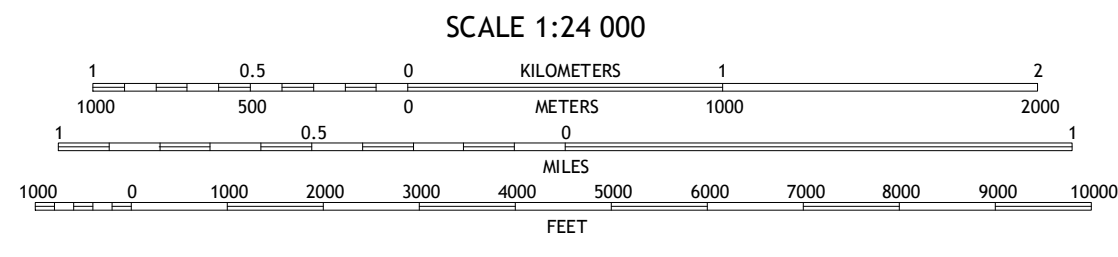 SCALE 1:24 000
1 0.5 0 KILOMETERS 1 2
1000 500 0 METERS 1000 2000
1 0.5 0 1
MILES
1000 0 1000 2000 3000 4000 5000 6000 7000 8000 9000 10000
FEET